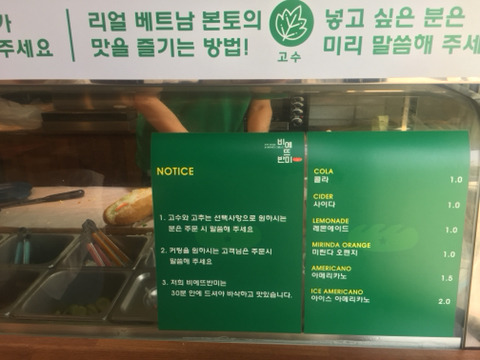 가
주세요
리얼 베트남 본토의
맛을 즐기는 방법!
고수
넣고 싶은 분은
미리 말씀해 주세
비에뜨
반미
NOTICE
1. 고수와 고추는 선택사항으로 원하시는
분은 주문 시 말씀해 주세요
2. 커팅을 원하시는 고객님은 주문시
말씀해 주세요
3. 저희 비에뜨반미는
30분 안에 드셔야 바삭하고 맛있습니다.
COLA
콜라 1.0
CIDER
사이다 1.0
LEMONADE
레몬에이드 1.0
MIRINDA ORANGE
미린다 오랜지 1.0
AMERICANO
아메리카노 1.5
ICE AMERICANO
아이스 아메리카노 2.0